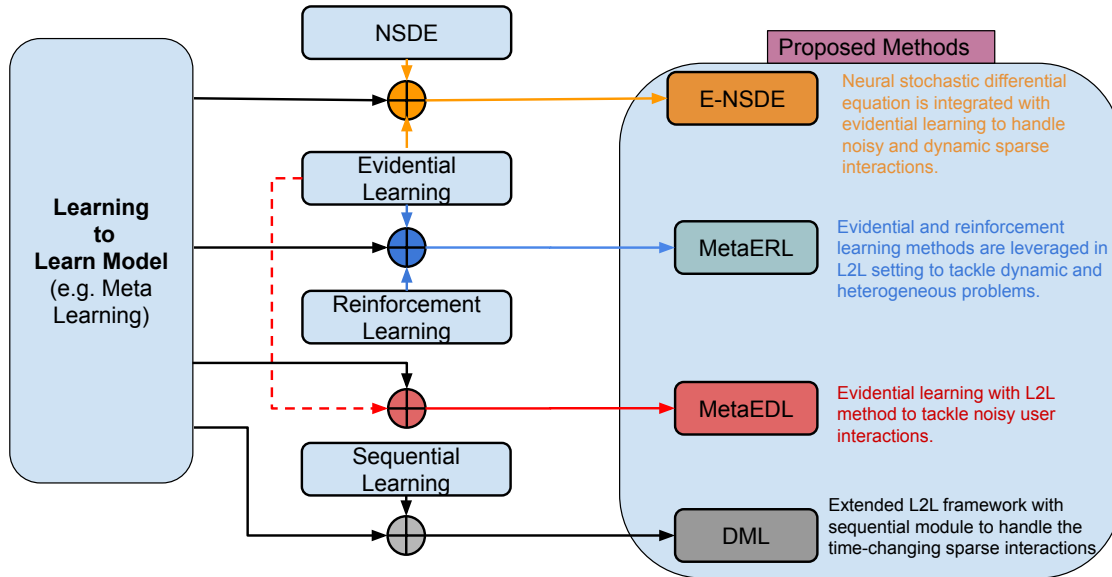 NSDE
Proposed Methods
E-NSDE
Neural stochastic differential
equation is integrated with
evidential learning to handle
noisy and dynamic sparse
interactions.
Evidential
Learning
Learning
to
Learn Model
(e.g. Meta
Learning)
MetaERL
Evidential and reinforcement
learning methods are leveraged in
L2L setting to tackle dynamic and
heterogeneous problems.
Reinforcement
Learning
MetaEDL
Evidential learning with L2L
method to tackle noisy user
interactions.
Sequential
Learning
DML
Extended L2L framework with
sequential module to handle the
time-changing sparse interactions